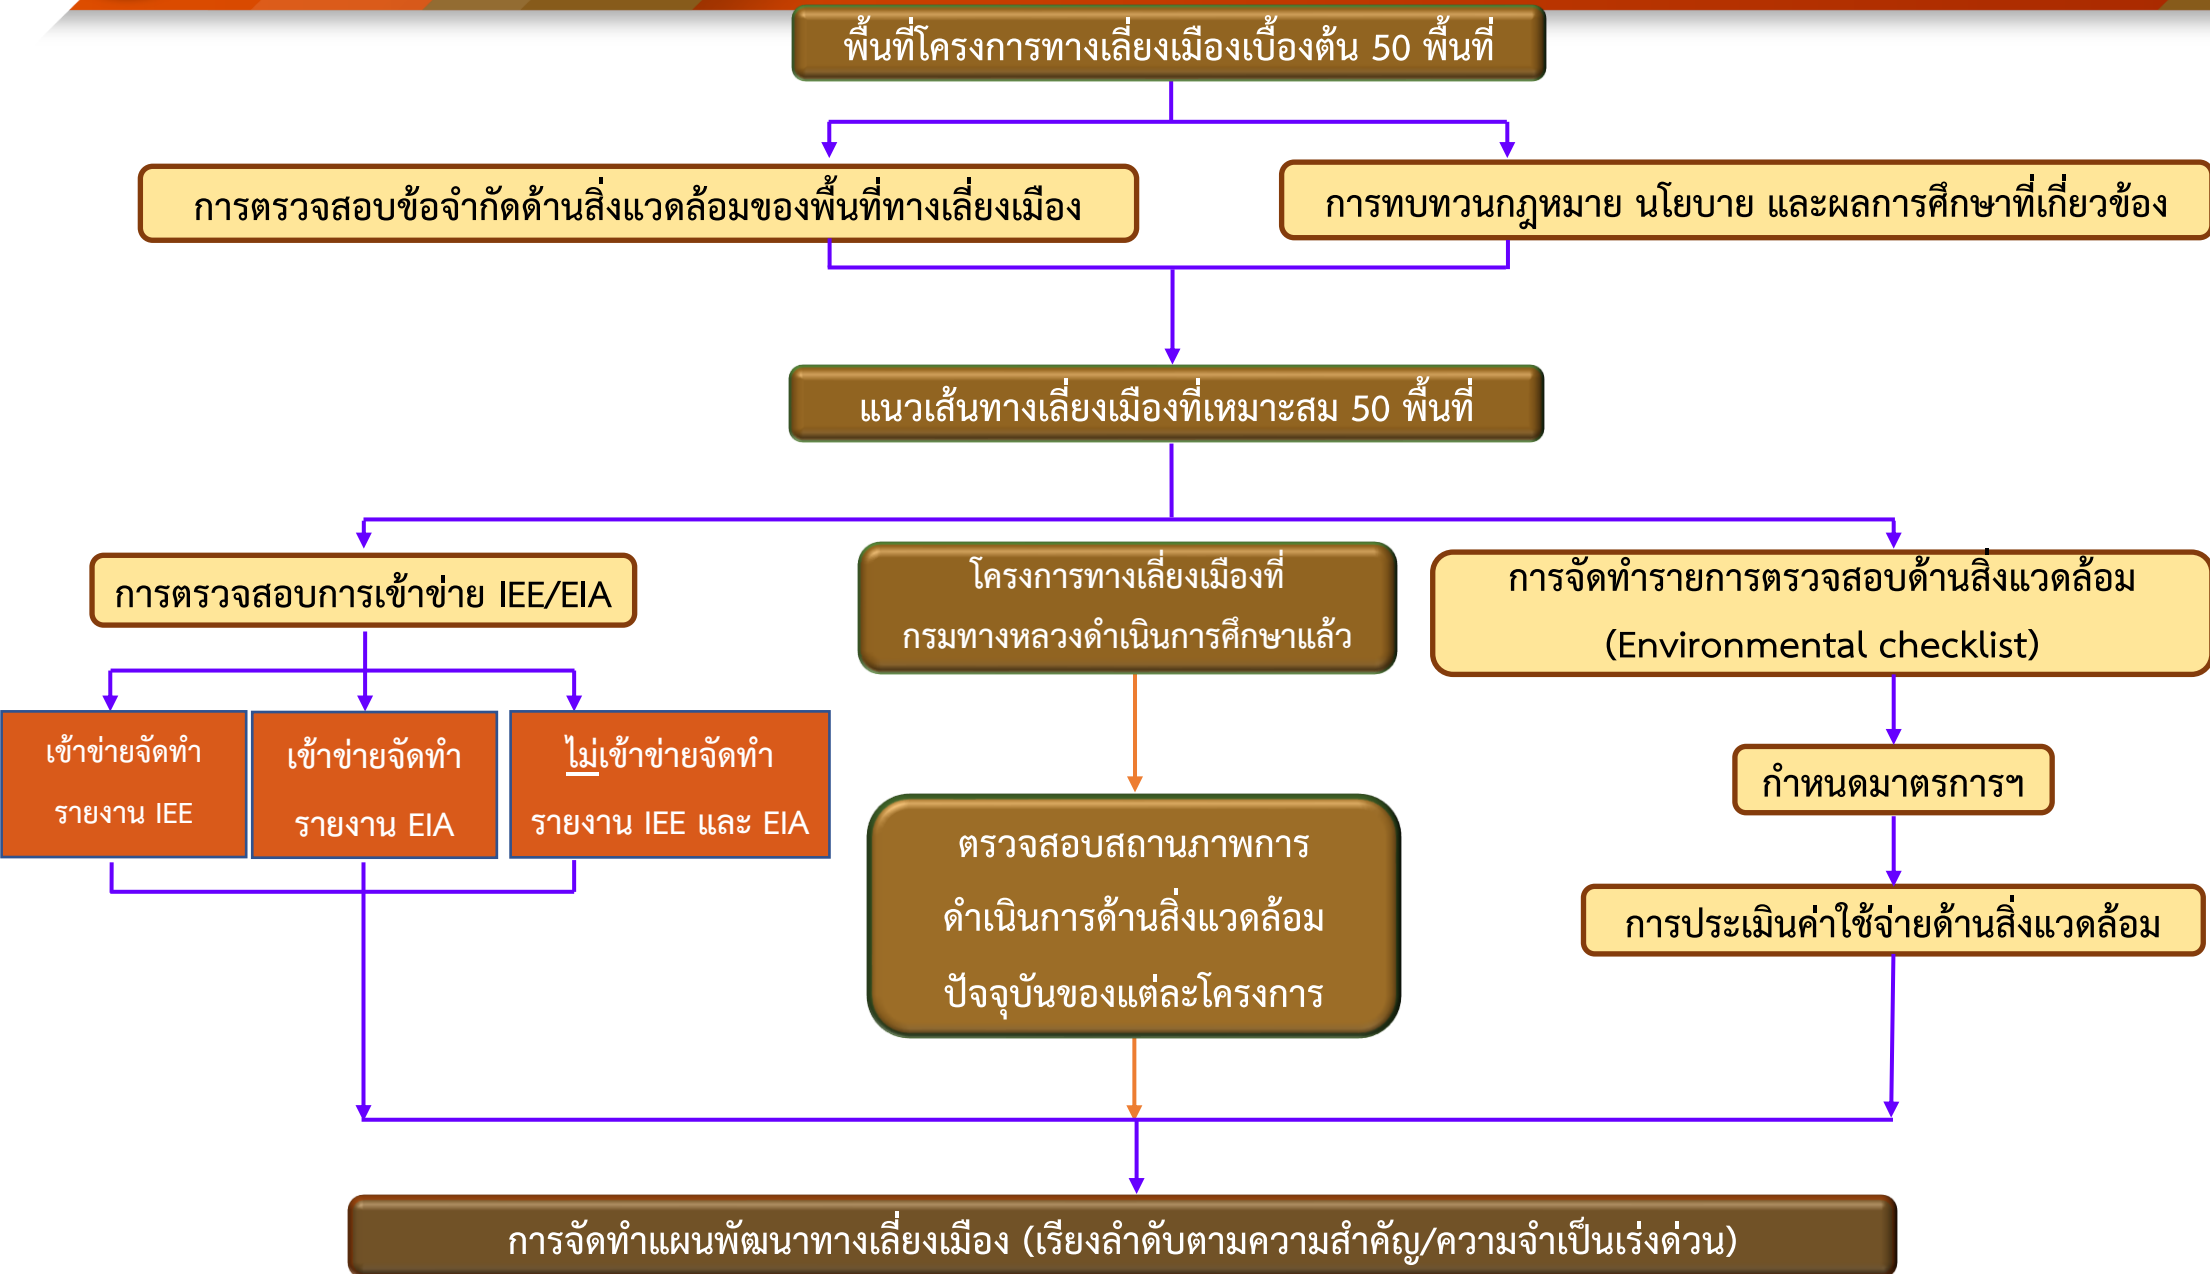 พื้นที่โครงการทางเลี่ยงเมืองเบื้องต้น 50 พื้นที่
การตรวจสอบข้อจำกัดด้านสิ่งแวดล้อมของพื้นที่ทางเลี่ยงเมือง
การทบทวนกฎหมาย นโยบาย และผลการศึกษาที่เกี่ยวข้อง
แนวเส้นทางเลี่ยงเมืองที่เหมาะสม 50 พื้นที่
การตรวจสอบการเข้าข่าย IEE/EIA
เข้าข่ายจัดทำ
รายงาน IEE
เข้าข่ายจัดทำ
รายงาน EIA
ไม่เข้าข่ายจัดทำ
รายงาน IEE และ EIA
โครงการทางเลี่ยงเมืองที่
กรมทางหลวงดำเนินการศึกษาแล้ว
ตรวจสอบสถานภาพการ
ดำเนินการด้านสิ่งแวดล้อม
ปัจจุบันของแต่ละโครงการ
การจัดทำรายการตรวจสอบด้านสิ่งแวดล้อม
(Environmental checklist)
กำหนดมาตรการฯ
การประเมินค่าใช้จ่ายด้านสิ่งแวดล้อม
การจัดทำแผนพัฒนาทางเลี่ยงเมือง (เรียงลำดับตามความสำคัญ/ความจำเป็นเร่งด่วน)